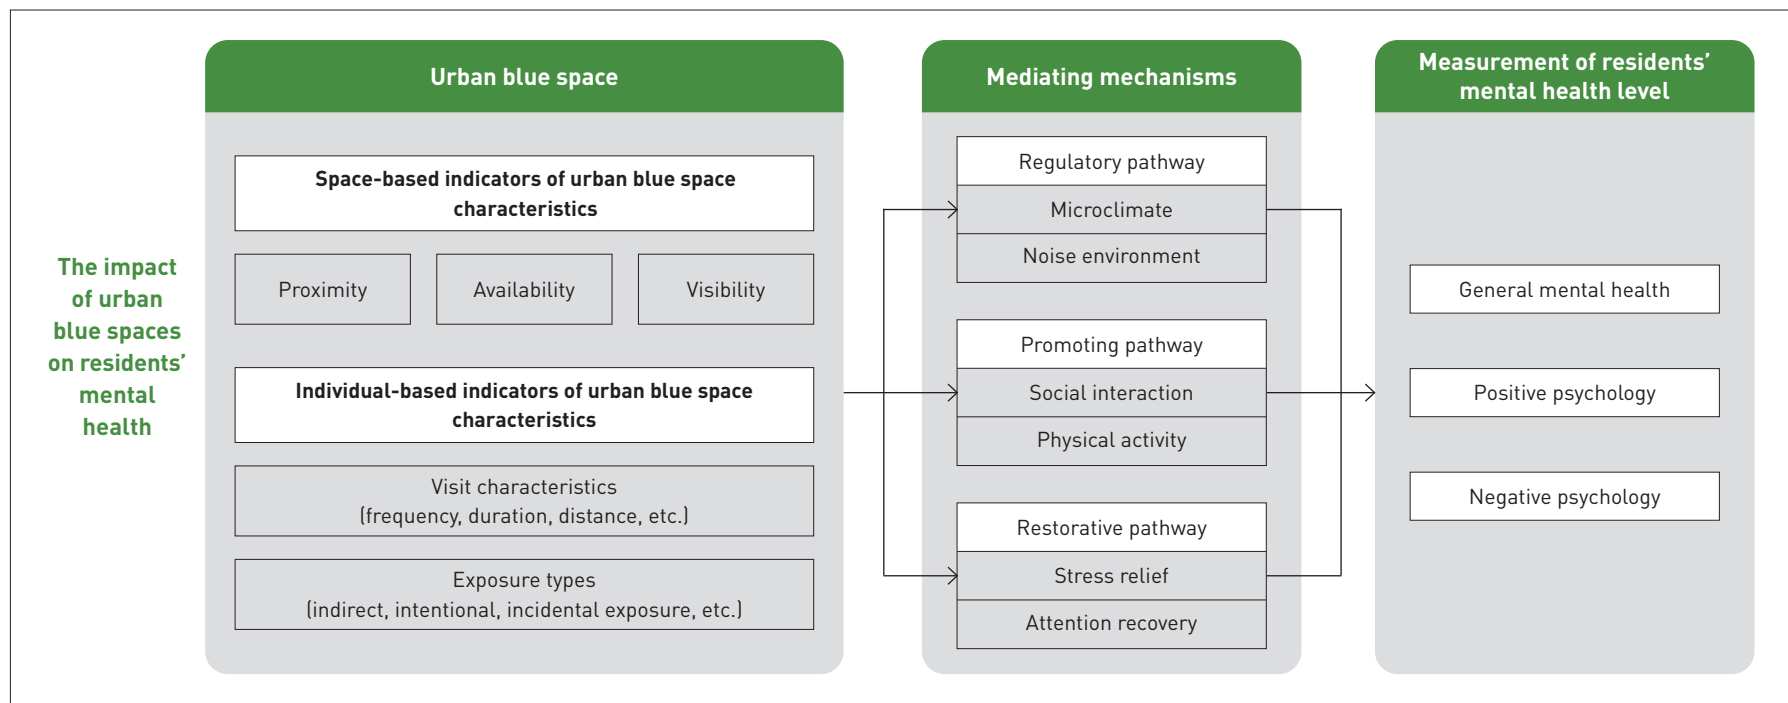 The impact
of urban
blue spaces
on residents’
mental
health
Urban blue space
Space-based indicators of urban blue space
characteristics
Proximity
Availability
Visibility
Individual-based indicators of urban blue space
characteristics
Visit characteristics
(frequency, duration, distance, etc.)
Exposure types
(indirect, intentional, incidental exposure, etc.)
Mediating mechanisms
Regulatory pathway
Microclimate
Noise environment
Promoting pathway
Social interaction
Physical activity
Restorative pathway
Stress relief
Attention recovery
Measurement of residents’
mental health level
General mental health
Positive psychology
Negative psychology